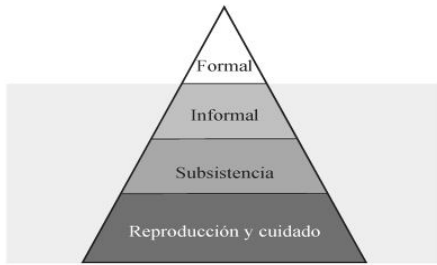 Formal
Informal
Subsistencia
Reproducción y cuidado